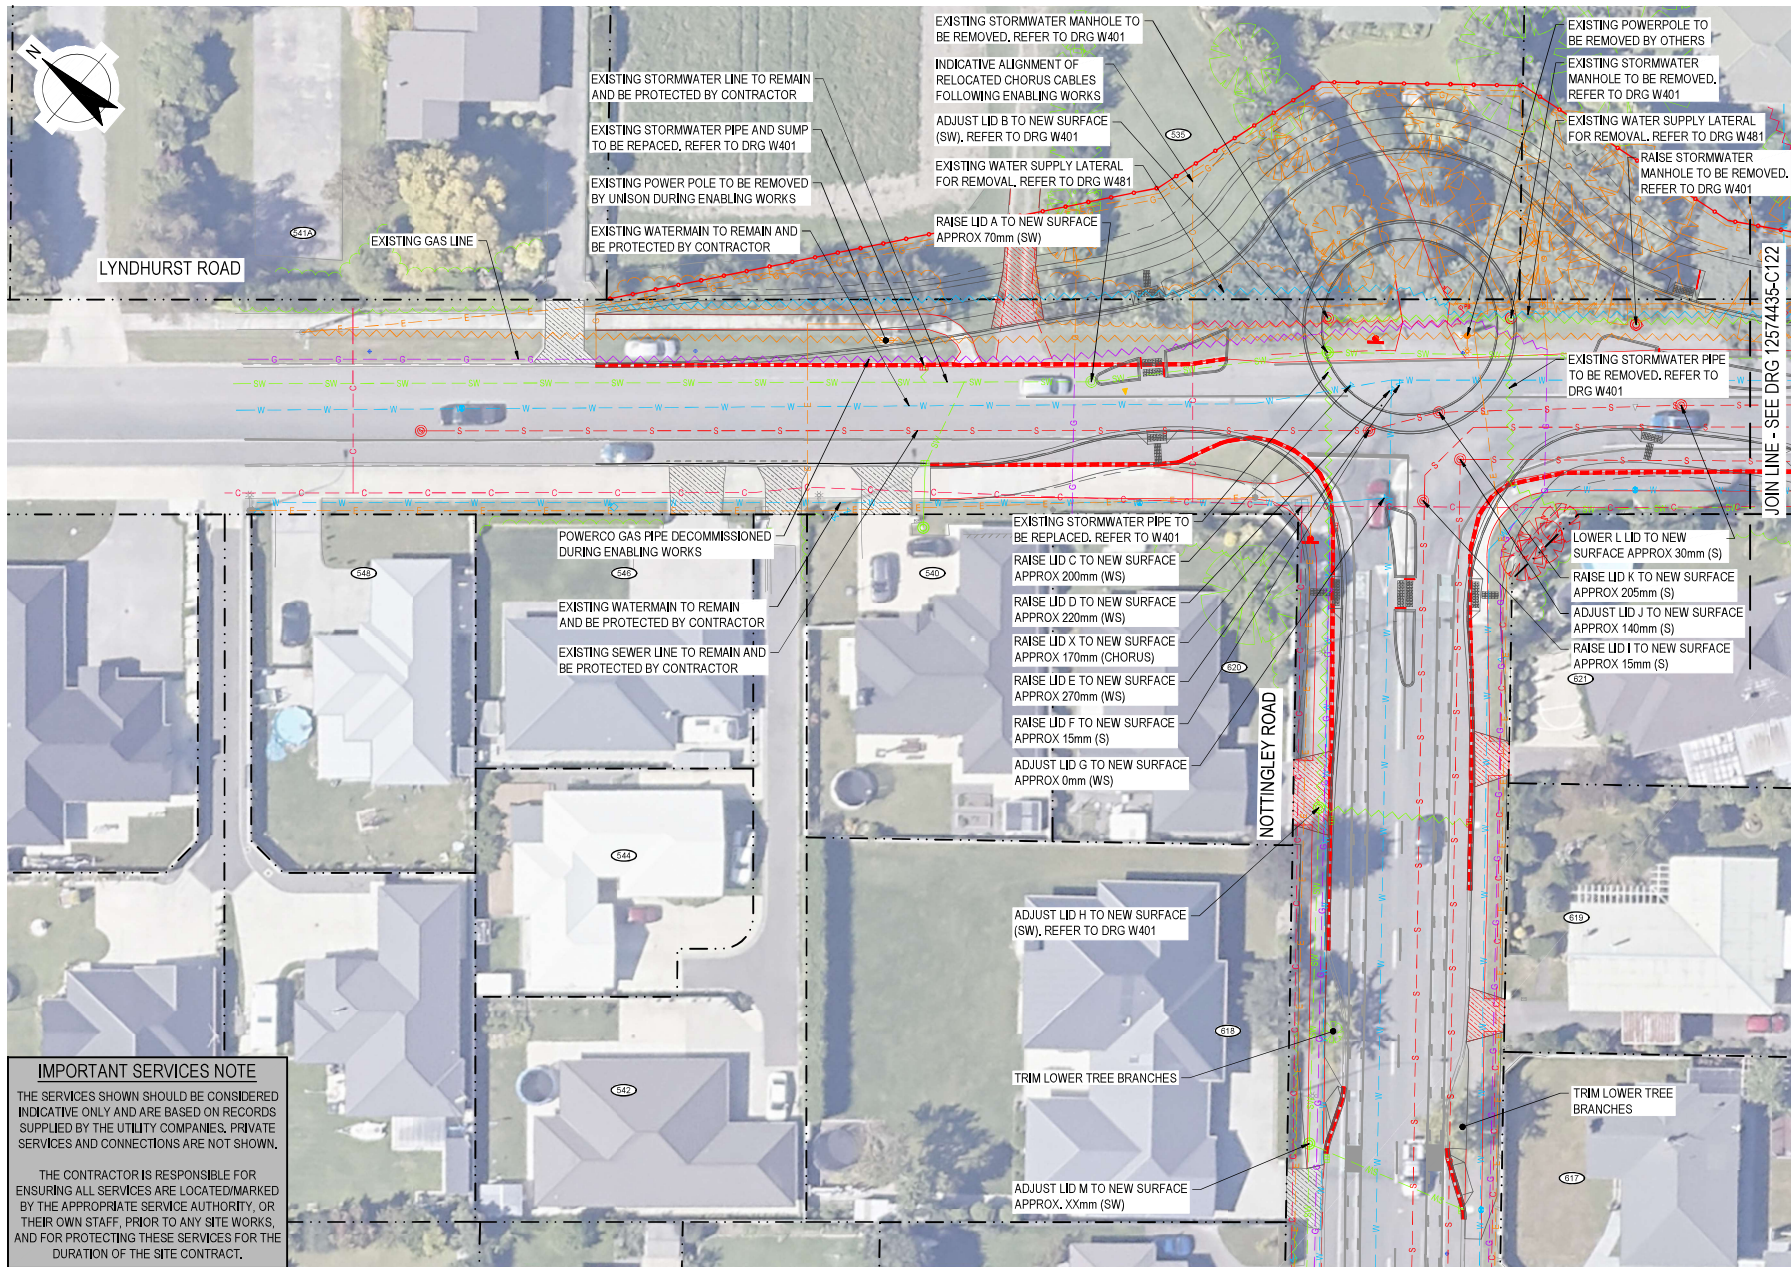 N
LYNDHURST ROAD
541A
EXISTING GAS LINE
EXISTING STORMWATER LINE TO REMAIN
AND BE PROTECTED BY CONTRACTOR
EXISTING STORMWATER PIPE AND SUMP
TO BE REPACED. REFER TO DRG W401
EXISTING POWER POLE TO BE REMOVED
BY UNISON DURING ENABLING WORKS
EXISTING WATERMAIN TO REMAIN AND
BE PROTECTED BY CONTRACTOR
EXISTING STORMWATER MANHOLE TO
BE REMOVED. REFER TO DRG W401
INDICATIVE ALIGNMENT OF
RELOCATED CHORUS CABLES
FOLLOWING ENABLING WORKS
ADJUST LID B TO NEW SURFACE
(SW). REFER TO DRG W401
EXISTING WATER SUPPLY LATERAL
FOR REMOVAL. REFER TO DRG W481
RAISE LID A TO NEW SURFACE
APPROX 70mm (SW)
535
EXISTING POWERPOLE TO
BE REMOVED BY OTHERS
EXISTING STORMWATER
MANHOLE TO BE REMOVED.
REFER TO DRG W401
EXISTING WATER SUPPLY LATERAL
FOR REMOVAL. REFER TO DRG W481
RAISE STORMWATER
MANHOLE TO BE REMOVED.
REFER TO DRG W401
EXISTING STORMWATER PIPE
TO BE REMOVED. REFER TO
DRG W401
JOIN LINE - SEE DRG 12574435-C122
POWERCO GAS PIPE DECOMMISSIONED
DURING ENABLING WORKS
EXISTING WATERMAIN TO REMAIN
AND BE PROTECTED BY CONTRACTOR
EXISTING SEWER LINE TO REMAIN AND
BE PROTECTED BY CONTRACTOR
548
546
540
544
542
620
618
621
619
617
EXISTING STORMWATER PIPE TO
BE REPLACED. REFER TO W401
RAISE LID C TO NEW SURFACE
APPROX 200mm (WS)
RAISE LID D TO NEW SURFACE
APPROX 220mm (WS)
RAISE LID X TO NEW SURFACE
APPROX 170mm (CHORUS)
RAISE LID E TO NEW SURFACE
APPROX 270mm (WS)
RAISE LID F TO NEW SURFACE
APPROX 15mm (S)
ADJUST LID G TO NEW SURFACE
APPROX 0mm (WS)
NOTTINGLEY ROAD
LOWER L LID TO NEW
SURFACE APPROX 30mm (S)
RAISE LID K TO NEW SURFACE
APPROX 205mm (S)
ADJUST LID J TO NEW SURFACE
APPROX 140mm (S)
RAISE LID I TO NEW SURFACE
APPROX 15mm (S)
ADJUST LID H TO NEW SURFACE
(SW). REFER TO DRG W401
TRIM LOWER TREE BRANCHES
ADJUST LID M TO NEW SURFACE
APPROX. XXmm (SW)
TRIM LOWER TREE
BRANCHES
IMPORTANT SERVICES NOTE
THE SERVICES SHOWN SHOULD BE CONSIDERED
INDICATIVE ONLY AND ARE BASED ON RECORDS
SUPPLIED BY THE UTILITY COMPANIES. PRIVATE
SERVICES AND CONNECTIONS ARE NOT SHOWN.
THE CONTRACTOR IS RESPONSIBLE FOR
ENSURING ALL SERVICES ARE LOCATED/MARKED
BY THE APPROPRIATE SERVICE AUTHORITY, OR
THEIR OWN STAFF, PRIOR TO ANY SITE WORKS,
AND FOR PROTECTING THESE SERVICES FOR THE
DURATION OF THE SITE CONTRACT.